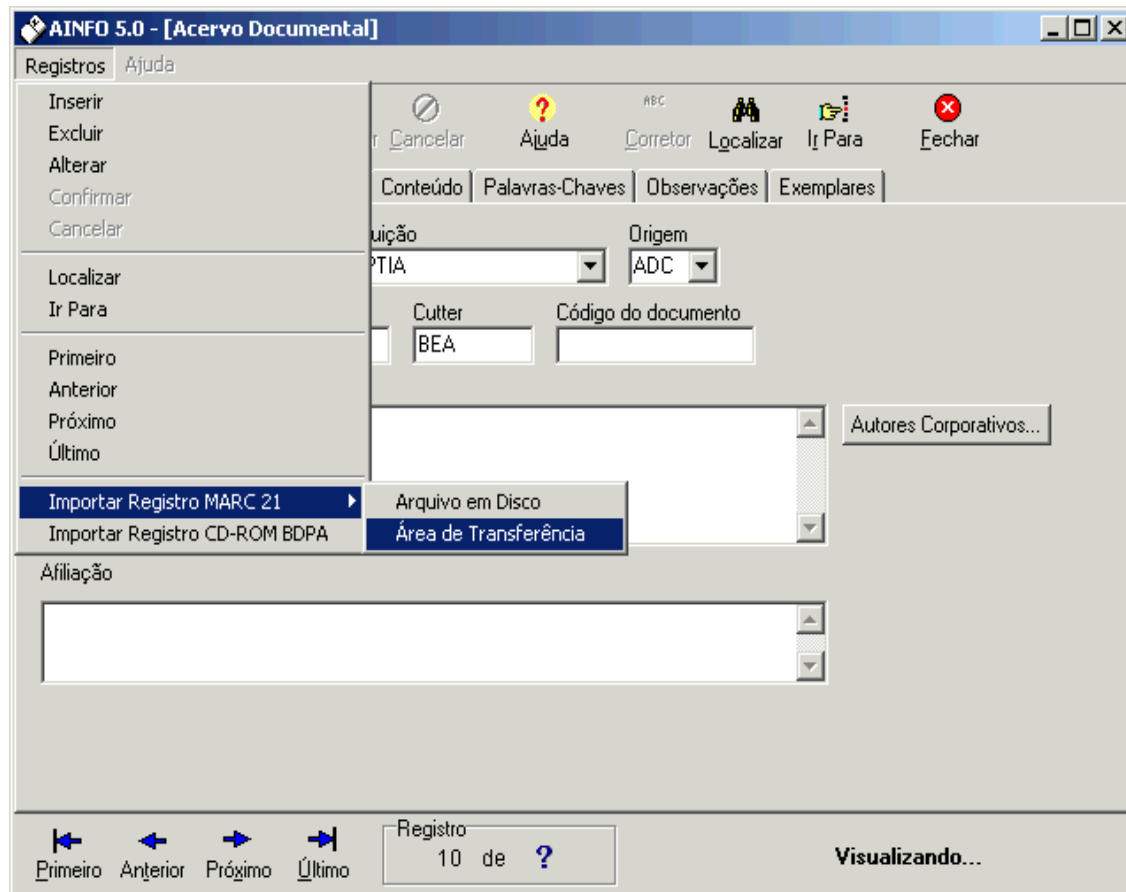 AINFO 5.0 - [Acervo Documental]
Registros Ajuda
Inserir
Excluir
Alterar
Confirmar
Cancelar
Localizar
Ir Para
Primeiro
Anterior
Próximo
Último
Importar Registro MARC 21
Importar Registro CD-ROM BDPA
Arquivo em Disco
Área de Transferência
r Cancelar Ajuda ABC Corretor Localizar Ir Para Fechar
Conteúdo Palavras-Chaves Observações Exemplares
uição Origem
PTIA ADC
Cutter Código do documento
BEA
Autores Corporativos...
Afiliação
Primeiro Anterior Próximo Último
Registro
10 de ?
Visualizando...